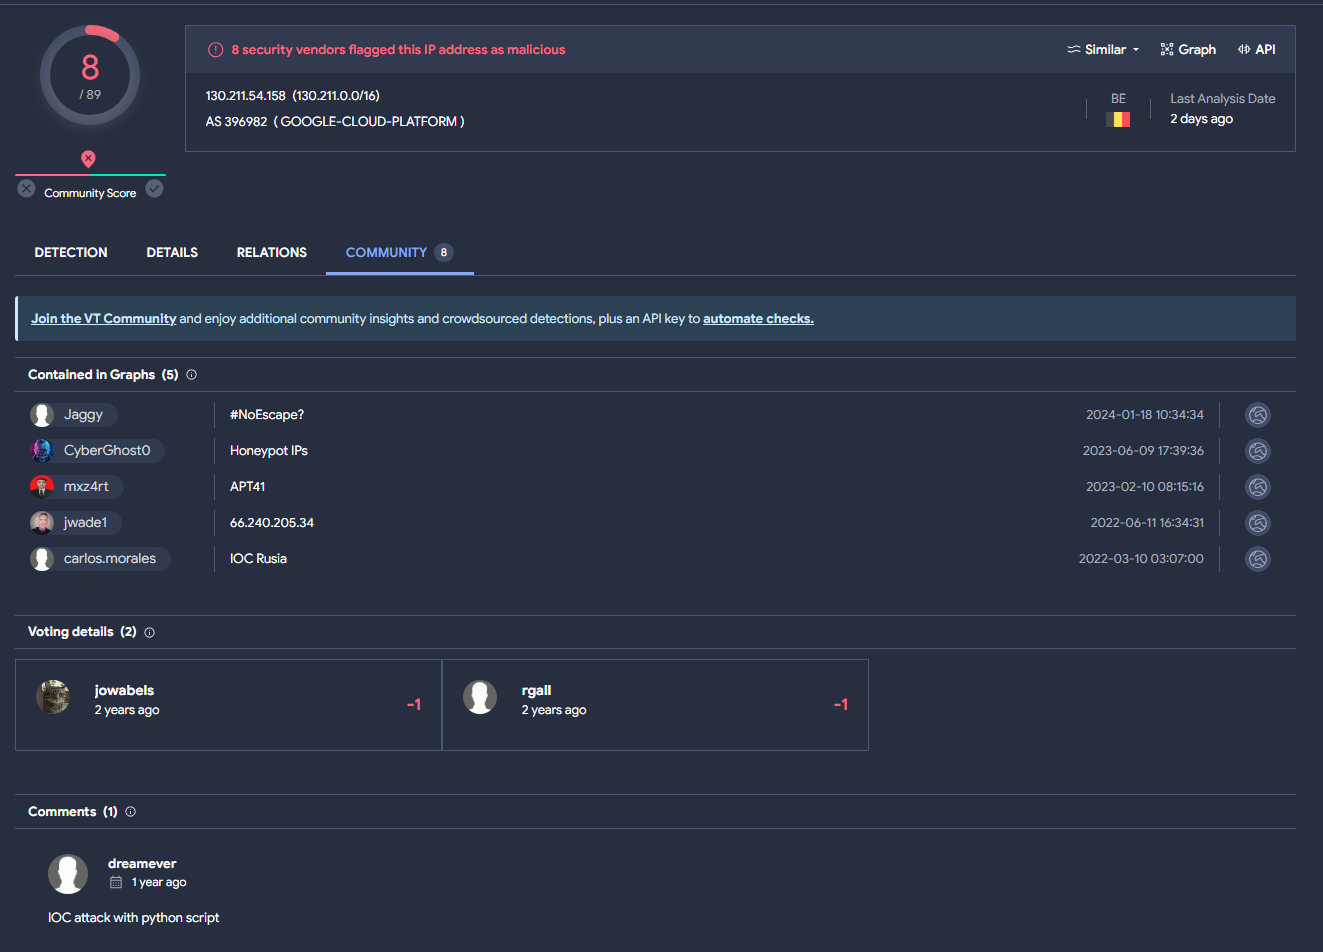 8
/ 89
Community Score
8 security vendors flagged this IP address as malicious
Similar
Graph
API
130.211.54.158 (130.211.0.0/16)
AS 396982 ( GOOGLE-CLOUD-PLATFORM )
BE
Last Analysis Date
2 days ago
DETECTION
DETAILS
RELATIONS
COMMUNITY 8
Join the VT Community and enjoy additional community insights and crowdsourced detections, plus an API key to automate checks.
Contained in Graphs (5)
Jaggy #NoEscape? 2024-01-18 10:34:34
CyberGhost0 Honeypot IPs 2023-06-09 17:39:36
mxz4rt APT41 2023-02-10 08:15:16
jwade1 66.240.205.34 2022-06-11 16:34:31
carlos.morales IOC Rusia 2022-03-10 03:07:00
Voting details (2)
jowabels
2 years ago
-1
rgall
2 years ago
-1
Comments (1)
dreamever
1 year ago
IOC attack with python script